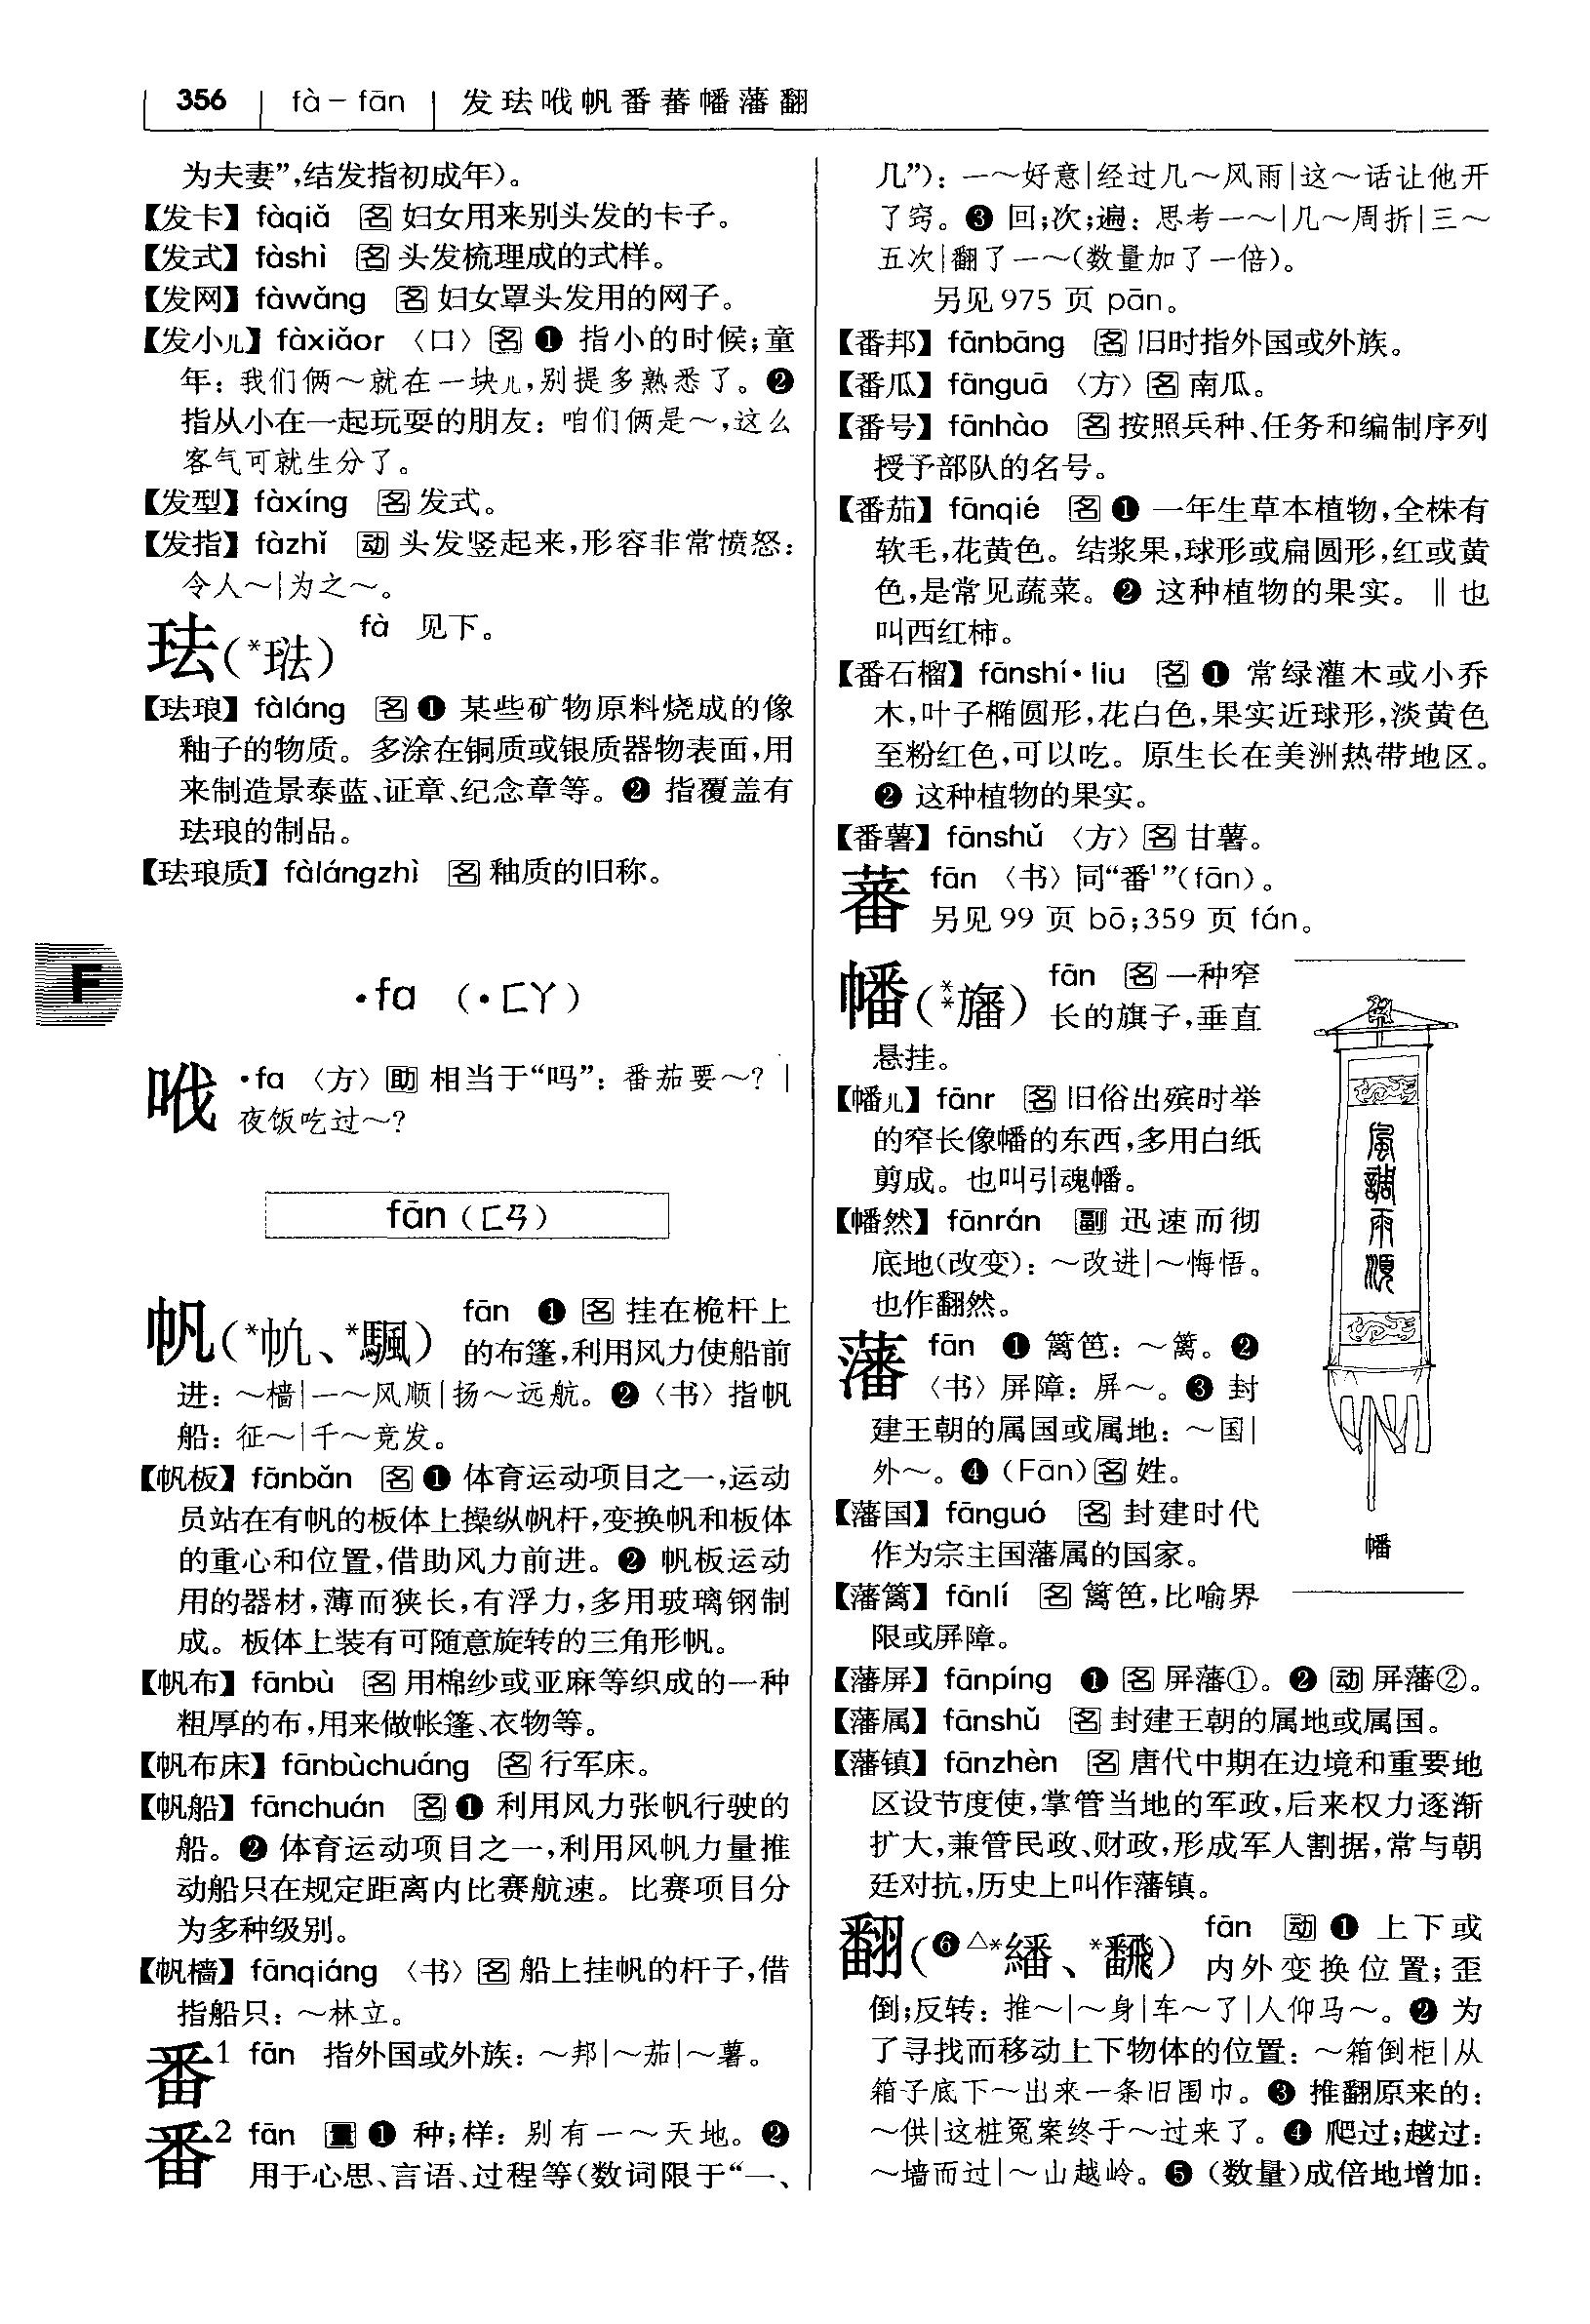 356 fà－fān 发珐哦帆番蕃幡藩翻
为夫妻”,结发指初成年)。
【发卡】 fàqiǎ 名 妇女用来别头发的卡子。
【发式】 fàshì 名 头发梳理成的式样。
【发网】 fàwǎng 名 妇女罩头发用的网子。
【发小儿】 fàxiǎor 〈口〉 名 ❶ 指小的时候;童
年：我们俩～就在一块儿,别提多熟悉了。❷
指从小在一起玩耍的朋友：咱们俩是～,这么
客气可就生分了。
【发型】 fàxíng 名 发式。
【发指】 fàzhǐ 动 头发竖起来,形容非常愤怒：
令人～|为之～。
珐(*琺) fà 见下。
【珐琅】 fàláng 名 ❶ 某些矿物原料烧成的像
釉子的物质。多涂在铜质或银质器物表面,用
来制造景泰蓝、证章、纪念章等。❷ 指覆盖有
珐琅的制品。
【珐琅质】 fàlángzhì 名 釉质的旧称。
F
·fa (·ㄈㄚ)
哦 ·fa 〈方〉 助 相当于“吗”：番茄要～? |
夜饭吃过～?
fān (ㄈㄢ)
帆(*帆、*颿) fān ❶ 名 挂在桅杆上
的布篷,利用风力使船前
进：～樯|一～风顺|扬～远航。❷〈书〉指帆
船：征～|千～竞发。
【帆板】 fānbǎn 名 ❶ 体育运动项目之一,运动
员站在有帆的板体上操纵帆杆,变换帆和板体
的重心和位置,借助风力前进。❷ 帆板运动
用的器材,薄而狭长,有浮力,多用玻璃钢制
成。板体上装有可随意旋转的三角形帆。
【帆布】 fānbù 名 用棉纱或亚麻等织成的一种
粗厚的布,用来做帐篷、衣物等。
【帆布床】 fānbùchuáng 名 行军床。
【帆船】 fānchuán 名 ❶ 利用风力张帆行驶的
船。❷ 体育运动项目之一,利用风帆力量推
动船只在规定距离内比赛航速。比赛项目分
为多种级别。
【帆樯】 fānqiáng 〈书〉 名 船上挂帆的杆子,借
指船只：～林立。
番1 fān 指外国或外族：～邦|～茄|～薯。
番2 fān 量 ❶ 种;样：别有一～天地。❷
用于心思、言语、过程等(数词限于“一、
几”)：一～好意|经过几～风雨|这～话让他开
了窍。❸ 回;次;遍：思考一～|几～周折|三～
五次|翻了一～(数量加了一倍)。
另见975 页 pān。
【番邦】 fānbāng 名 旧时指外国或外族。
【番瓜】 fānguā 〈方〉 名 南瓜。
【番号】 fānhào 名 按照兵种、任务和编制序列
授予部队的名号。
【番茄】 fānqié 名 ❶ 一年生草本植物,全株有
软毛,花黄色。结浆果,球形或扁圆形,红或黄
色,是常见蔬菜。❷ 这种植物的果实。‖也
叫西红柿。
【番石榴】 fānshí·liu 名 ❶ 常绿灌木或小乔
木,叶子椭圆形,花白色,果实近球形,淡黄色
至粉红色,可以吃。原生长在美洲热带地区。
❷ 这种植物的果实。
【番薯】 fānshǔ 〈方〉 名 甘薯。
蕃 fān 〈书〉同“番1”(fān)。
另见 99 页 bō;359 页 fán。
幡(**旛) fān 名 一种窄
长的旗子,垂直
悬挂。
【幡儿】 fānr 名 旧俗出殡时举
的窄长像幡的东西,多用白纸
剪成。也叫引魂幡。
【幡然】 fānrán 副 迅速而彻
底地(改变)：～改进|～悔悟。
也作翻然。
藩 fān ❶ 篱笆：～篱。❷
〈书〉屏障：屏～。❸ 封
建王朝的属国或属地：～国|
外～。❹ (Fān) 名 姓。
【藩国】 fānguó 名 封建时代
作为宗主国藩属的国家。
【藩篱】 fānlí 名 篱笆,比喻界
限或屏障。
風調雨順
幡
【藩屏】 fānpíng ❶ 名 屏藩①。❷ 动 屏藩②。
【藩属】 fānshǔ 名 封建王朝的属地或属国。
【藩镇】 fānzhèn 名 唐代中期在边境和重要地
区设节度使,掌管当地的军政,后来权力逐渐
扩大,兼管民政、财政,形成军人割据,常与朝
廷对抗,历史上叫作藩镇。
翻(❻△*繙、*飜) fān 动 ❶ 上下或
内外变换位置;歪
倒;反转：推～|～身|车～了|人仰马～。❷ 为
了寻找而移动上下物体的位置：～箱倒柜|从
箱子底下～出来一条旧围巾。❸ 推翻原来的：
～供|这桩冤案终于～过来了。❹ 爬过;越过：
～墙而过|～山越岭。❺ (数量)成倍地增加：